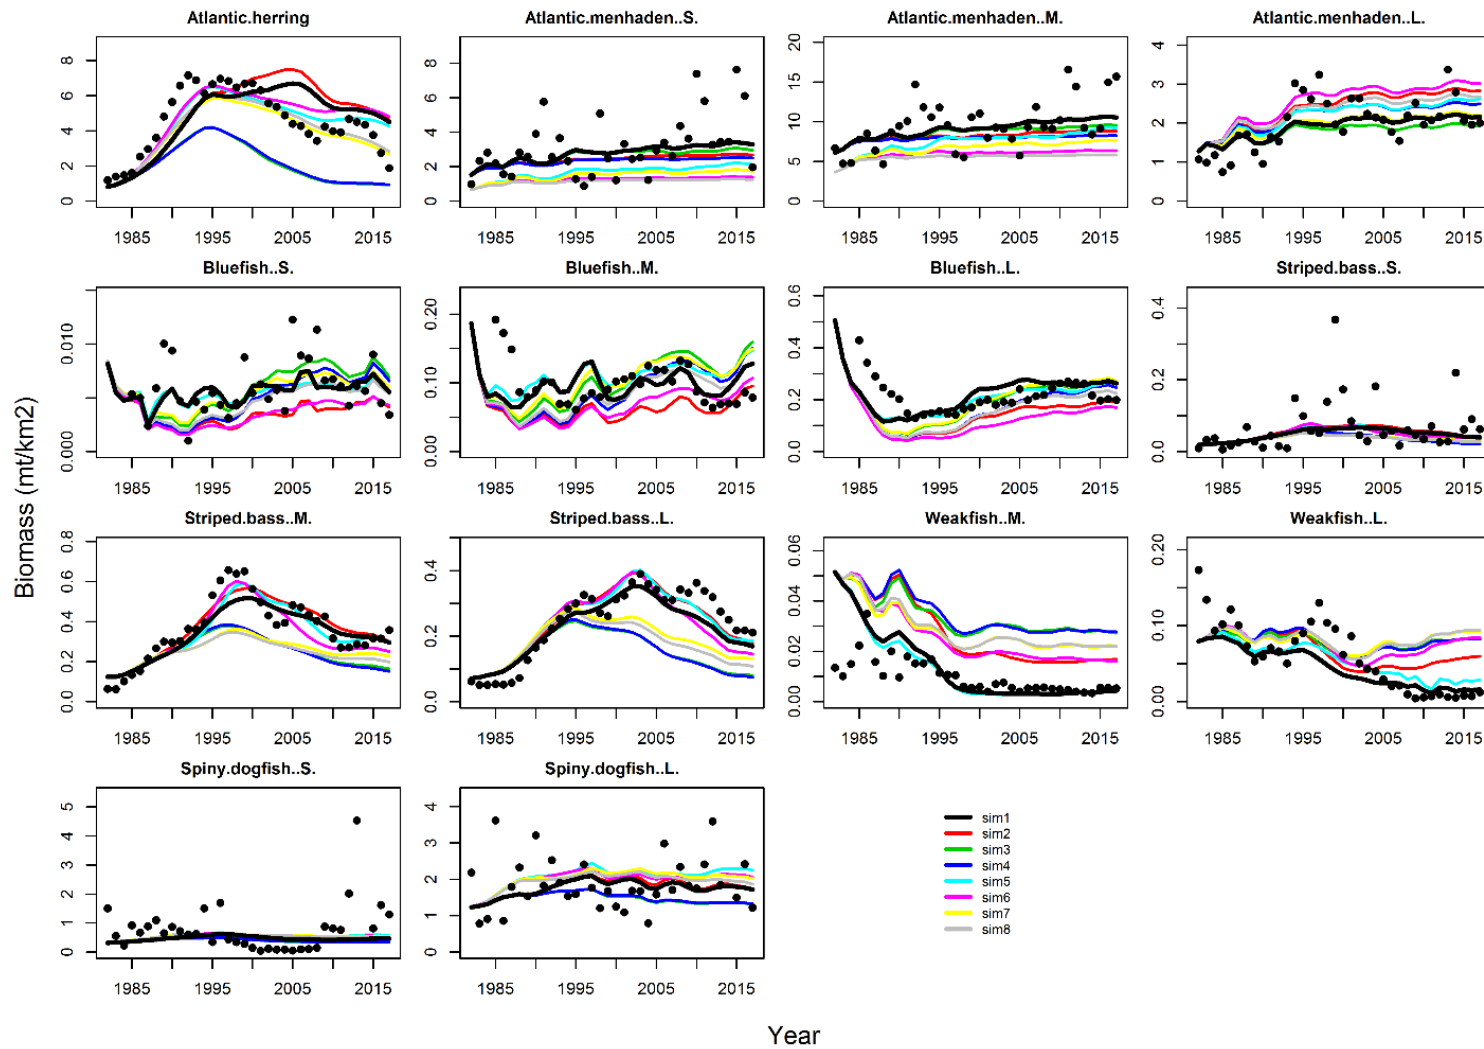 Atlantic.herring
Atlantic.menhaden..S.
Atlantic.menhaden..M.
Atlantic.menhaden..L.
0 2 4 6 8
0 2 4 6 8
0 5 10 15 20
0 1 2 3 4
1985 1995 2005 2015
1985 1995 2005 2015
1985 1995 2005 2015
1985 1995 2005 2015
Bluefish..S.
Bluefish..M.
Bluefish..L.
Striped.bass..S.
0.000 0.010
0.00 0.10 0.20
0.0 0.2 0.4 0.6
0.0 0.2 0.4
1985 1995 2005 2015
1985 1995 2005 2015
1985 1995 2005 2015
1985 1995 2005 2015
Biomass (mt/km2)
Striped.bass..M.
Striped.bass..L.
Weakfish..M.
Weakfish..L.
0.0 0.2 0.4 0.6 0.8
0.0 0.2 0.4
0.00 0.02 0.04 0.06
0.00 0.10 0.20
1985 1995 2005 2015
1985 1995 2005 2015
1985 1995 2005 2015
1985 1995 2005 2015
Spiny.dogfish..S.
Spiny.dogfish..L.
0 1 2 3 4 5
0 1 2 3 4
1985 1995 2005 2015
1985 1995 2005 2015
sim1
sim2
sim3
sim4
sim5
sim6
sim7
sim8
Year